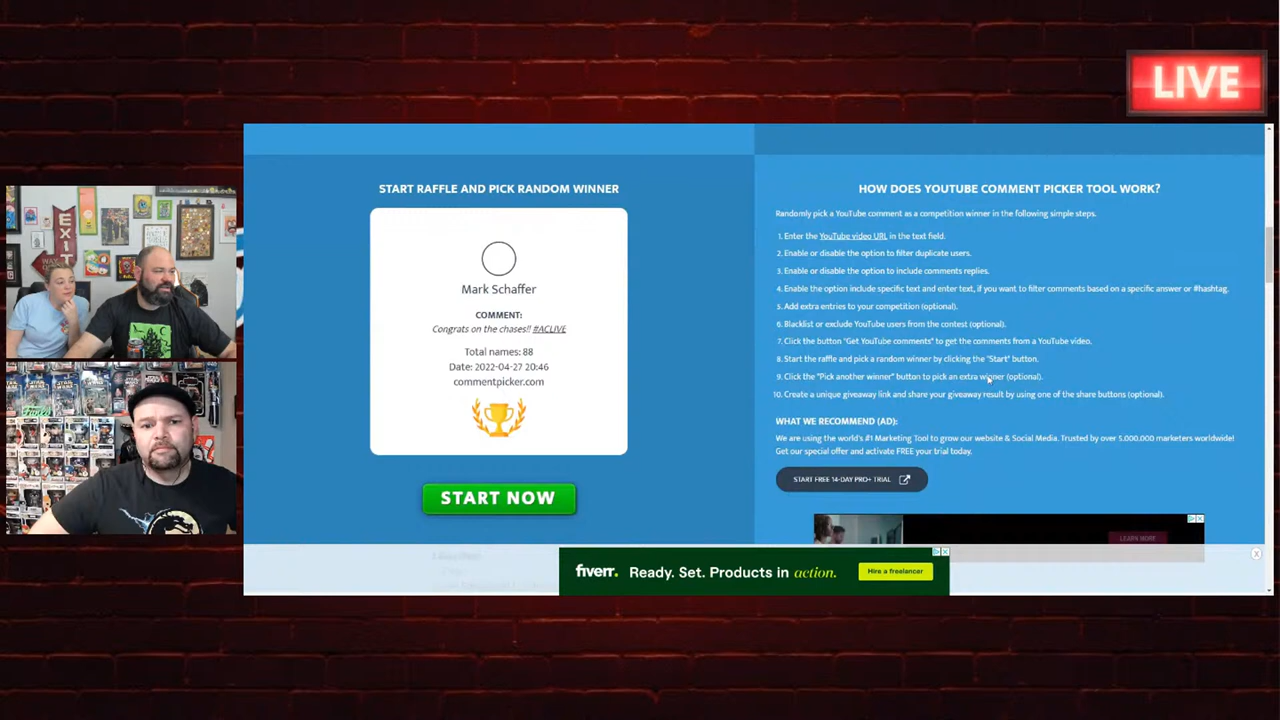 LIVE
EXIT
START RAFFLE AND PICK RANDOM WINNER
Mark Schaffer
COMMENT:
Congrats on the chases!! #ACLIVE
Total names: 88
Date: 2022-04-27 20:46
commentpicker.com
START NOW
HOW DOES YOUTUBE COMMENT PICKER TOOL WORK?
Randomly pick a YouTube comment as a competition winner in the following simple steps.
1. Enter the YouTube video URL in the text field.
2. Enable or disable the option to filter duplicate users.
3. Enable or disable the option to include comments replies.
4. Enable the option include specific text and enter text, if you want to filter comments based on a specific answer or #hashtag.
5. Add extra entries to your competition (optional).
6. Blacklist or exclude YouTube users from the contest (optional).
7. Click the button "Get YouTube comments" to get the comments from a YouTube video.
8. Start the raffle and pick a random winner by clicking the "Start" button.
9. Click the "Pick another winner" button to pick an extra winner (optional).
10. Create a unique giveaway link and share your giveaway result by using one of the share buttons (optional).
WHAT WE RECOMMEND (AD):
We are using the world's #1 Marketing Tool to grow our website & Social Media. Trusted by over 5.000.000 marketers worldwide!
Get our special offer and activate FREE your trial today.
START FREE 14-DAY PRO+ TRIAL
LEARN MORE
X
fiverr. Ready. Set. Products in action. Hire a freelancer